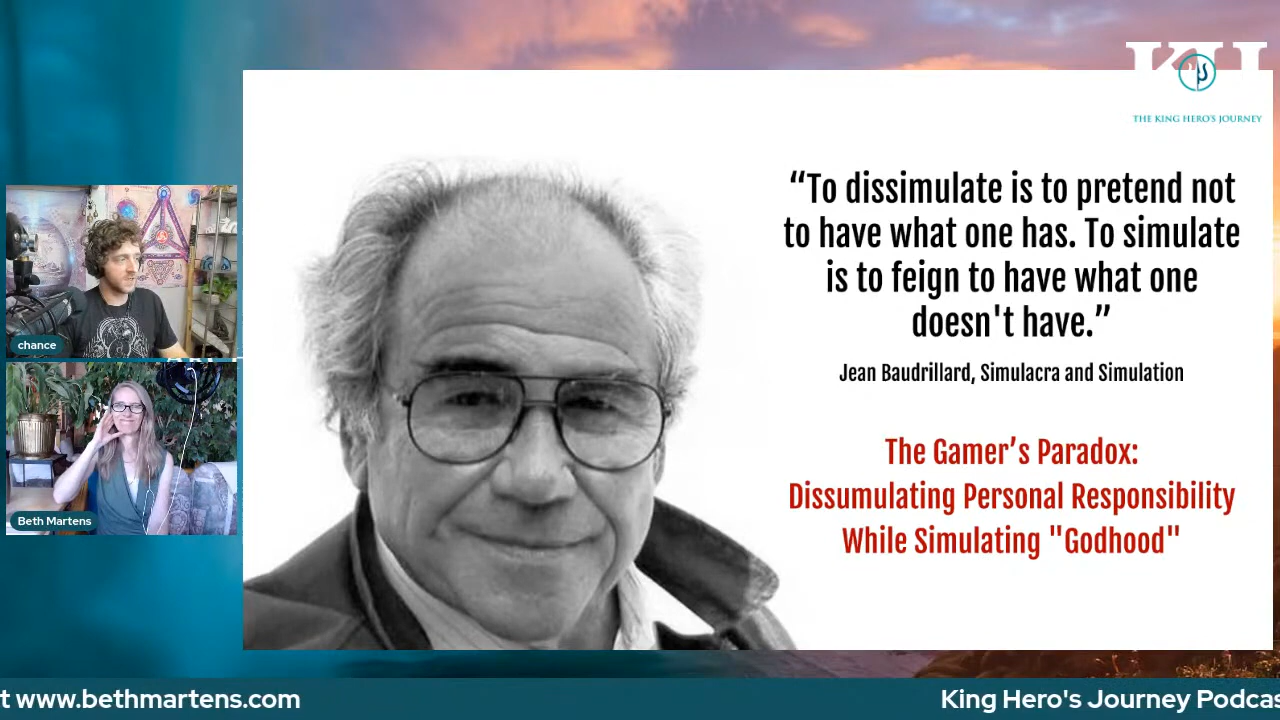 THE KING HERO'S JOURNEY
“To dissimulate is to pretend not
to have what one has. To simulate
is to feign to have what one
doesn't have.”
Jean Baudrillard, Simulacra and Simulation
The Gamer’s Paradox:
Dissumulating Personal Responsibility
While Simulating "Godhood"
chance
Beth Martens
t www.bethmartens.com
King Hero's Journey Podcas